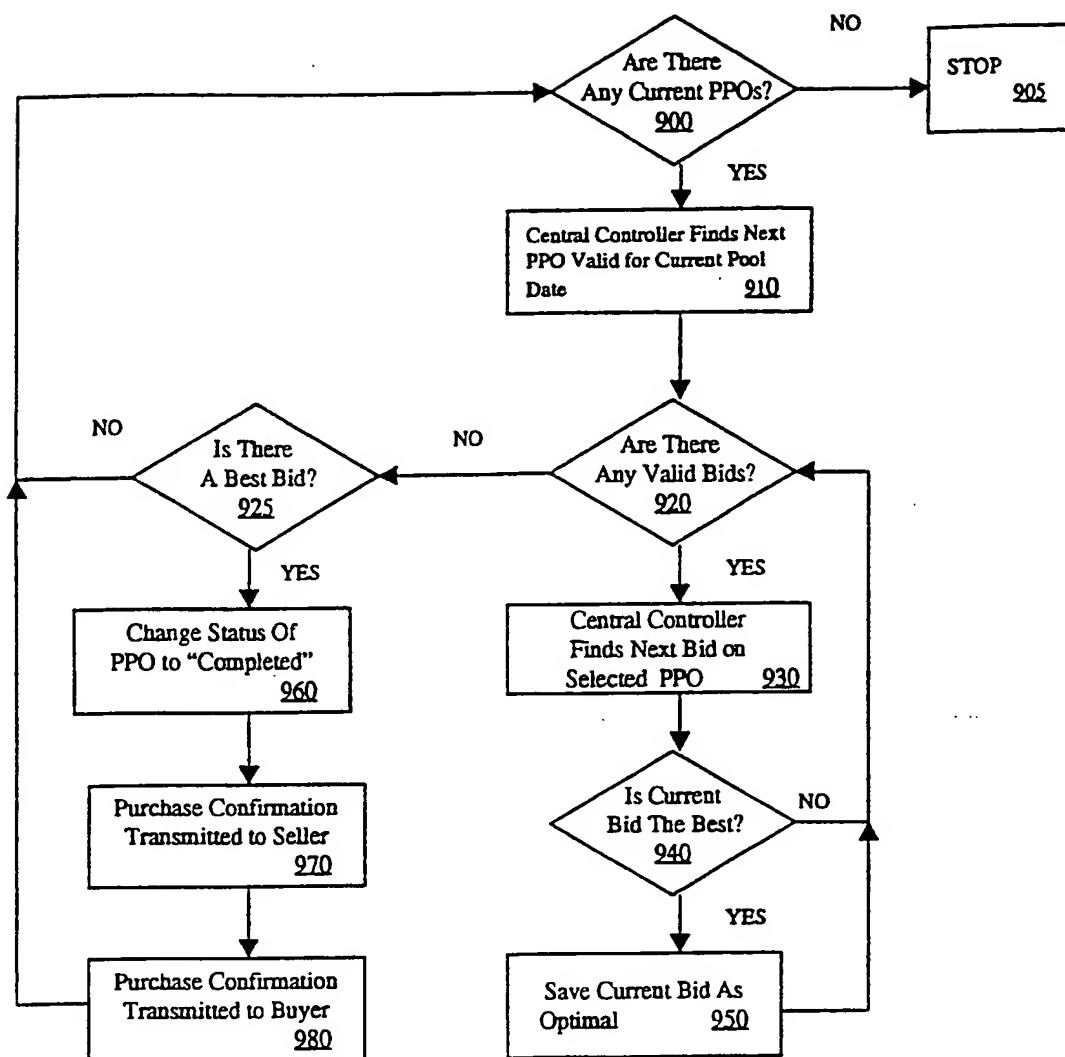 NO
Are There
Any Current PPOs?
900
STOP
905
YES
Central Controller Finds Next
PPO Valid for Current Pool
Date 910
NO
Is There
A Best Bid?
925
NO
Are There
Any Valid Bids?
920
YES
Change Status Of
PPO to “Completed”
960
YES
Central Controller
Finds Next Bid on
Selected PPO 930
Purchase Confirmation
Transmitted to Seller
970
Is Current
Bid The Best?
940
NO
YES
Purchase Confirmation
Transmitted to Buyer
980
Save Current Bid As
Optimal 950